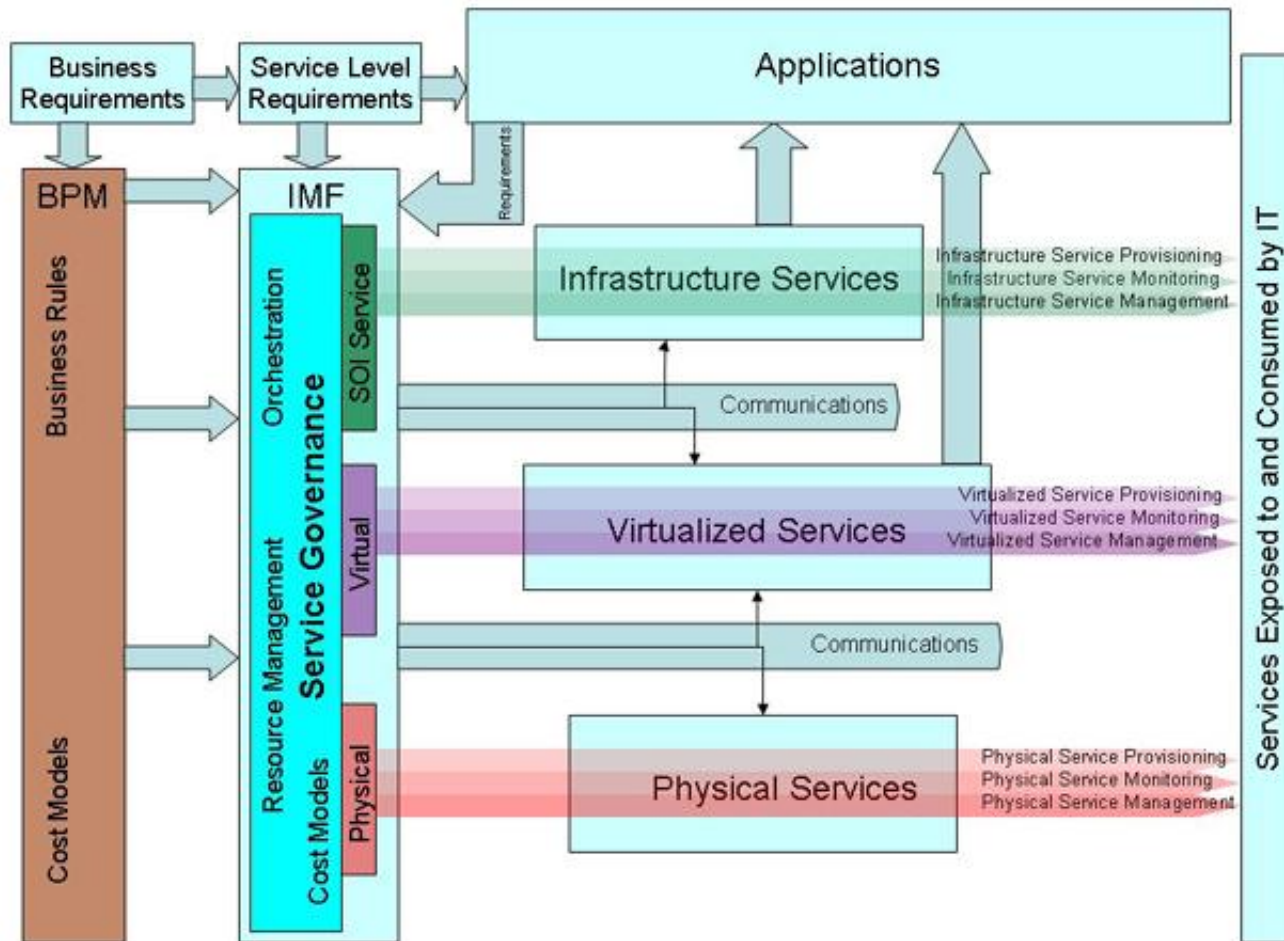 Business
Requirements
Service Level
Requirements
Applications
Requirements
BPM
Business Rules
Cost Models
IMF
Orchestration
Resource Management
Service Governance
Cost Models
SOI Service
Virtual
Physical
Infrastructure Services
Infrastructure Service Provisioning
Infrastructure Service Monitoring
Infrastructure Service Management
Communications
Virtualized Services
Virtualized Service Provisioning
Virtualized Service Monitoring
Virtualized Service Management
Communications
Physical Services
Physical Service Provisioning
Physical Service Monitoring
Physical Service Management
Services Exposed to and Consumed by IT